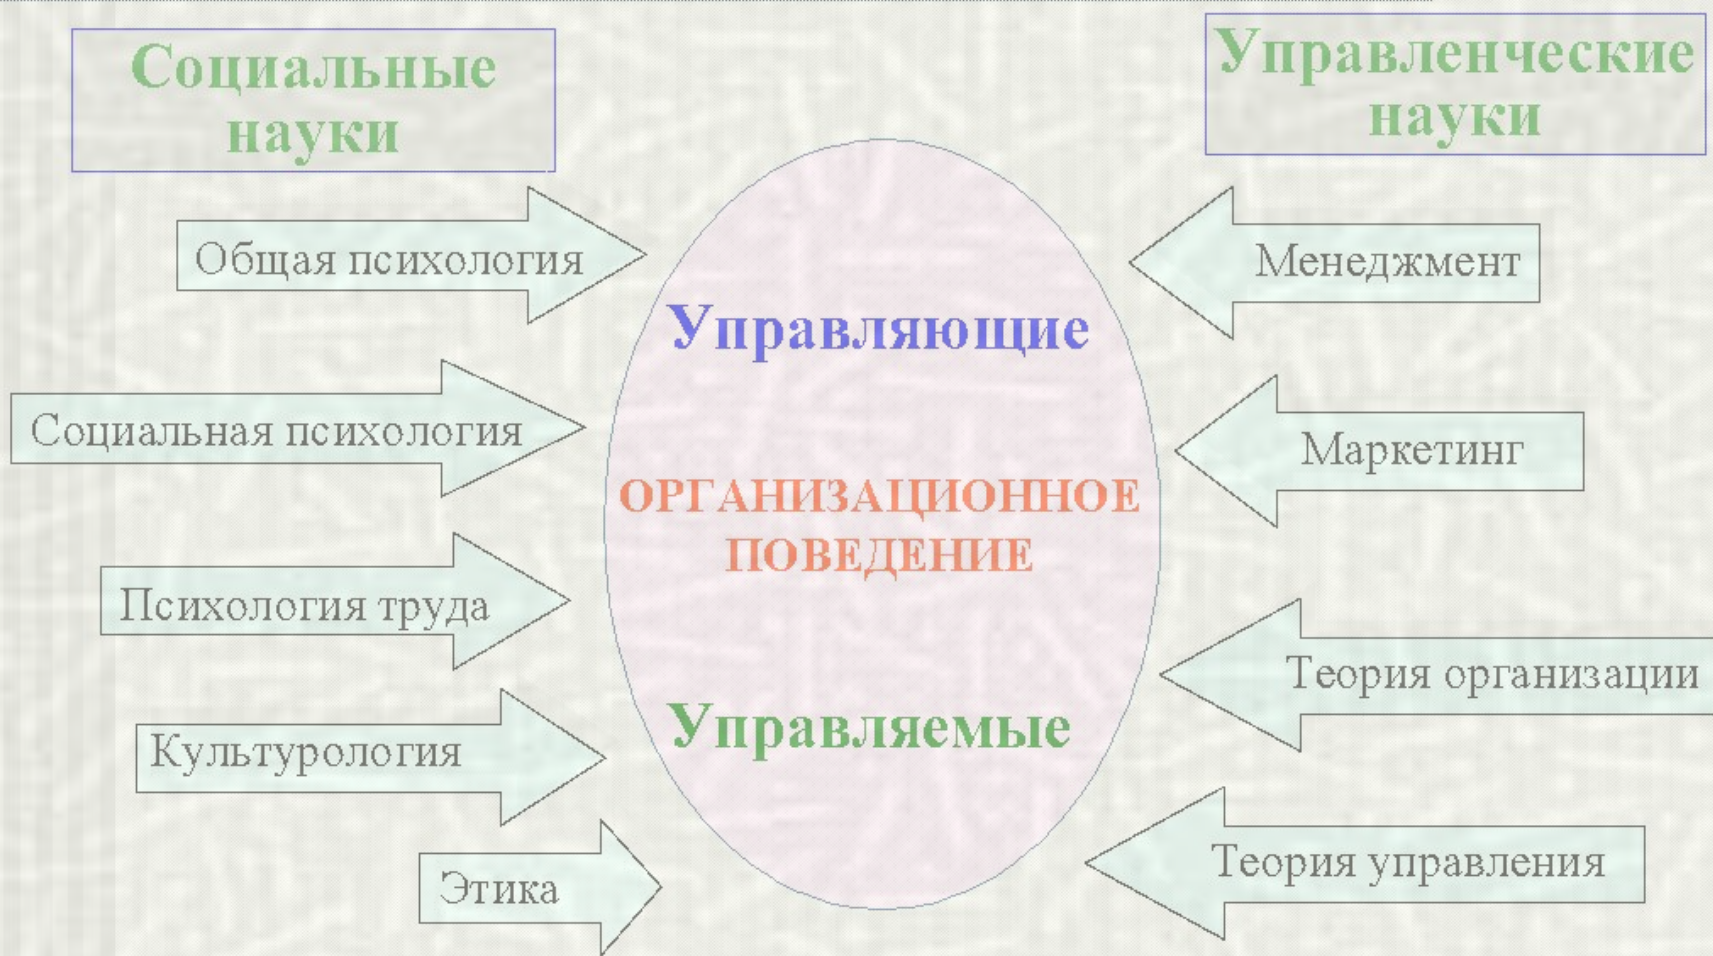 Социальные
науки
Общая психология
Социальная психология
Психология труда
Культурология
Этика
Управляющие
ОРГАНИЗАЦИОННОЕ
ПОВЕДЕНИЕ
Управляемые
Управленческие
науки
Менеджмент
Маркетинг
Теория организации
Теория управления